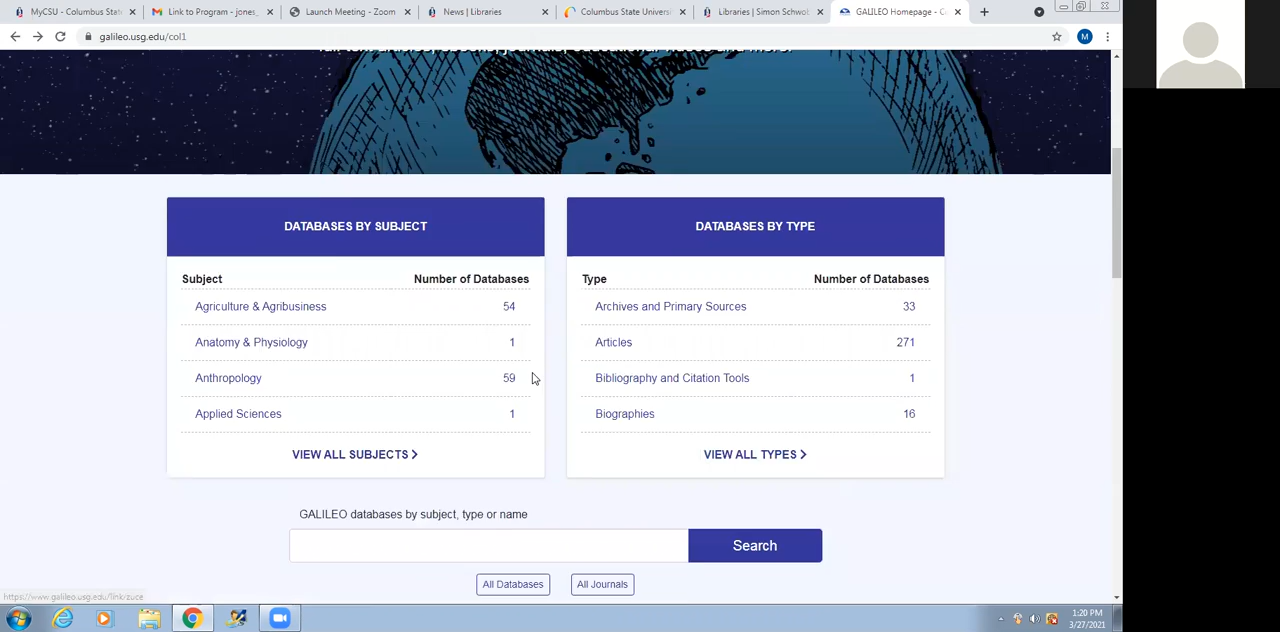 MyCSU - Columbus Stat
Link to Program - jones_
Launch Meeting - Zoom
News | Libraries
Columbus State Universi
Libraries | Simon Schwob
GALILEO Homepage - C
galileo.usg.edu/col1
M
DATABASES BY SUBJECT
Subject Number of Databases
Agriculture & Agribusiness 54
Anatomy & Physiology 1
Anthropology 59
Applied Sciences 1
VIEW ALL SUBJECTS
DATABASES BY TYPE
Type Number of Databases
Archives and Primary Sources 33
Articles 271
Bibliography and Citation Tools 1
Biographies 16
VIEW ALL TYPES
GALILEO databases by subject, type or name
Search
All Databases All Journals
https://www.galileo.usg.edu/link/zuce
1:20 PM
3/27/2021